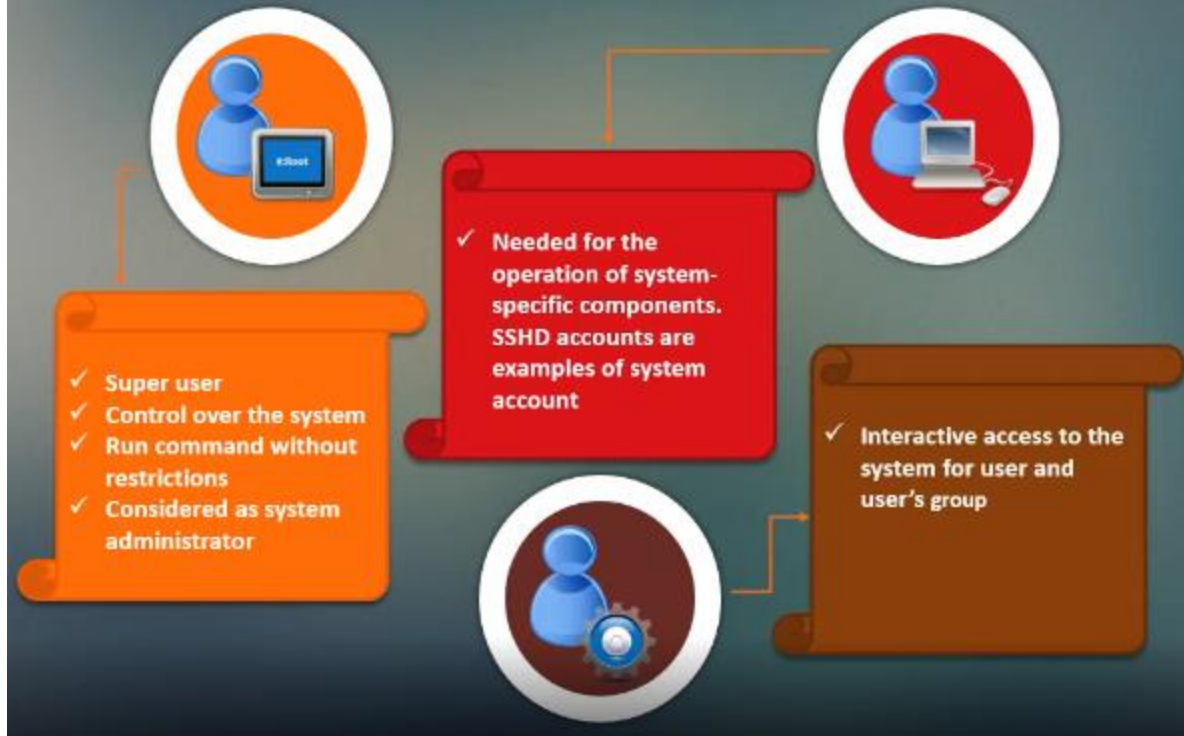 #:Root
✓ Super user
✓ Control over the system
✓ Run command without
restrictions
✓ Considered as system
administrator
✓ Needed for the
operation of system-
specific components.
SSHD accounts are
examples of system
account
✓ Interactive access to the
system for user and
user's group